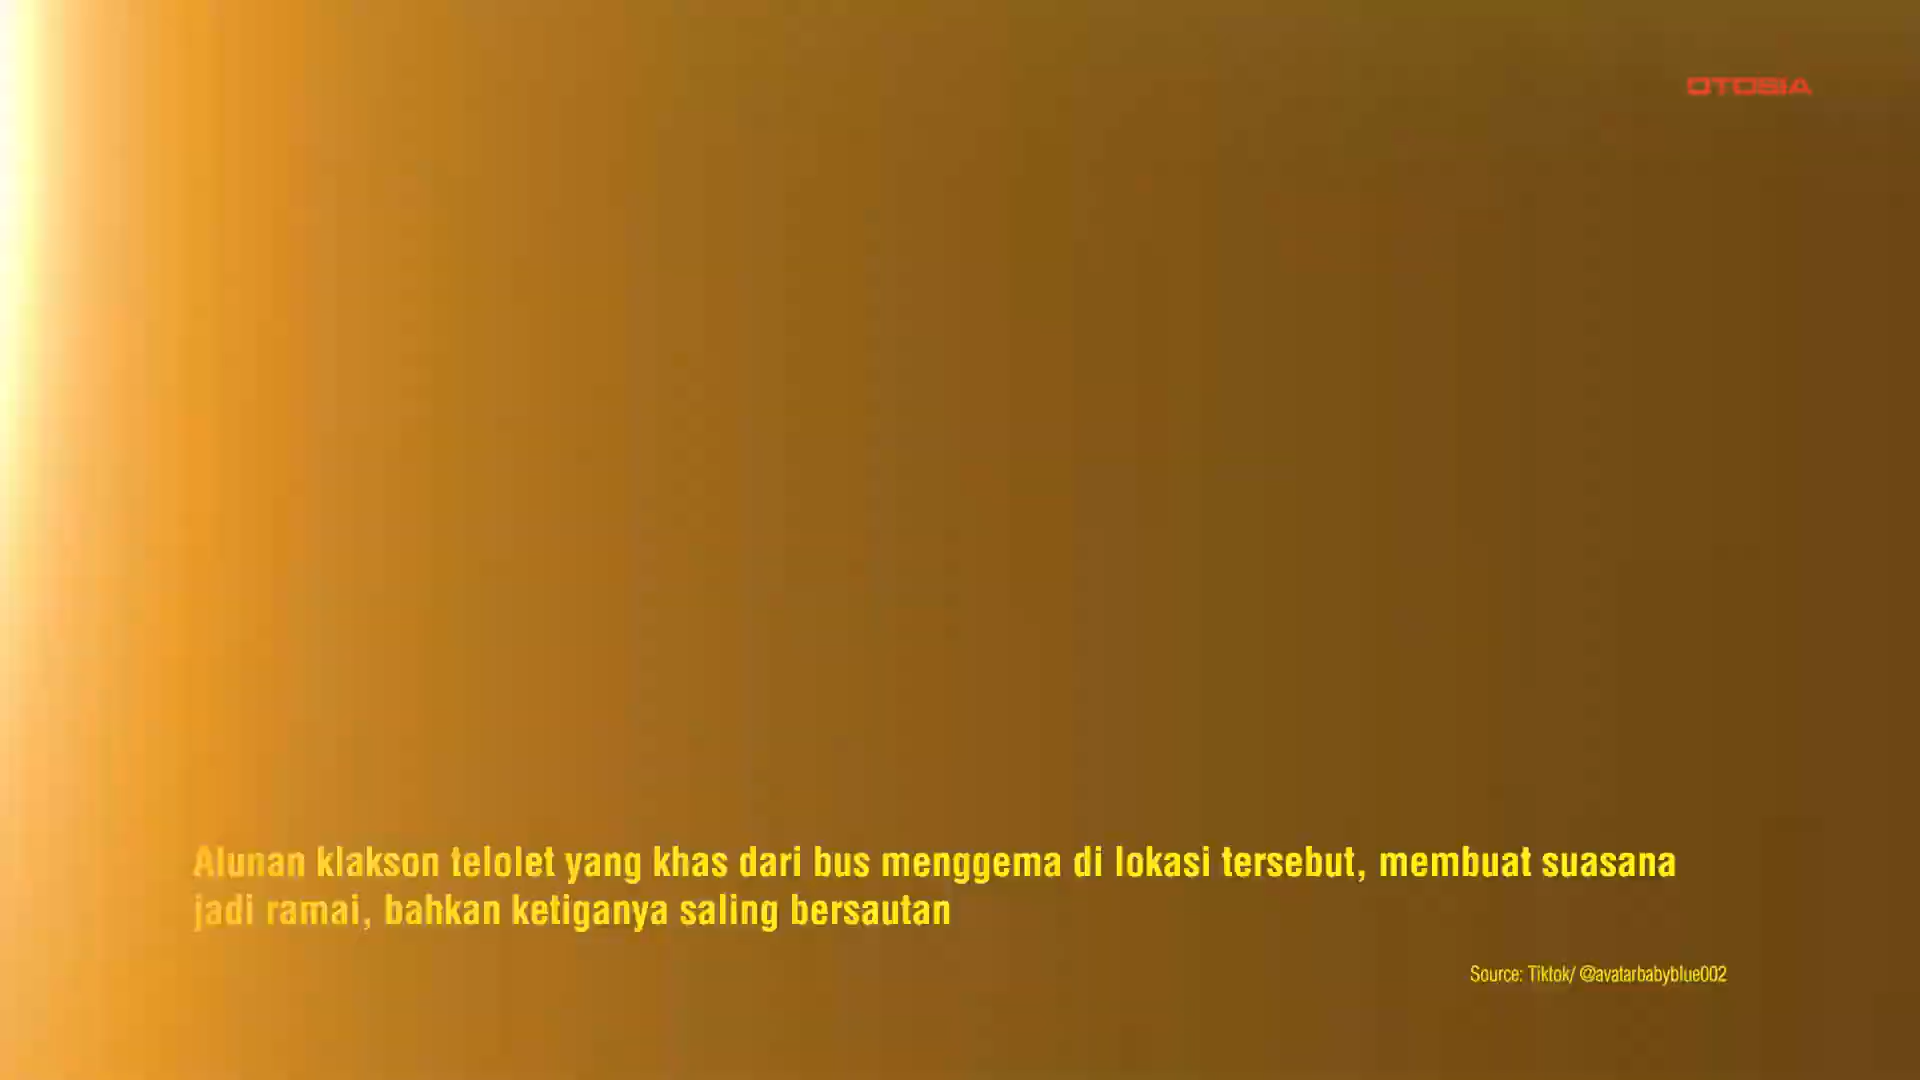 OTOSIA
Alunan klakson telolet yang khas dari bus menggema di lokasi tersebut, membuat suasana
jadi ramai, bahkan ketiganya saling bersautan
Source: Tiktok/ @avatarbabyblue002